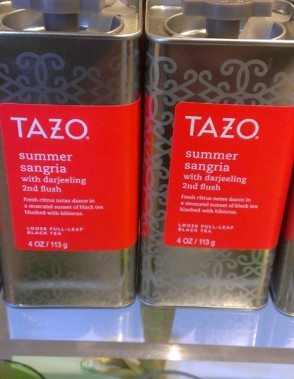 TAZO
summer
sangria
with darjeeling
2nd flush
Fresh citrus notes dance in
a muscatel sunset of black tea
blushed with hibiscus.
LOOSE FULL-LEAF
BLACK TEA
4 OZ / 113 g
TAZO
summer
sangria
with darjeeling
2nd flush
Fresh citrus notes dance in
a muscatel sunset of black tea
blushed with hibiscus.
LOOSE FULL-LEAF
BLACK TEA
4 OZ / 113 g